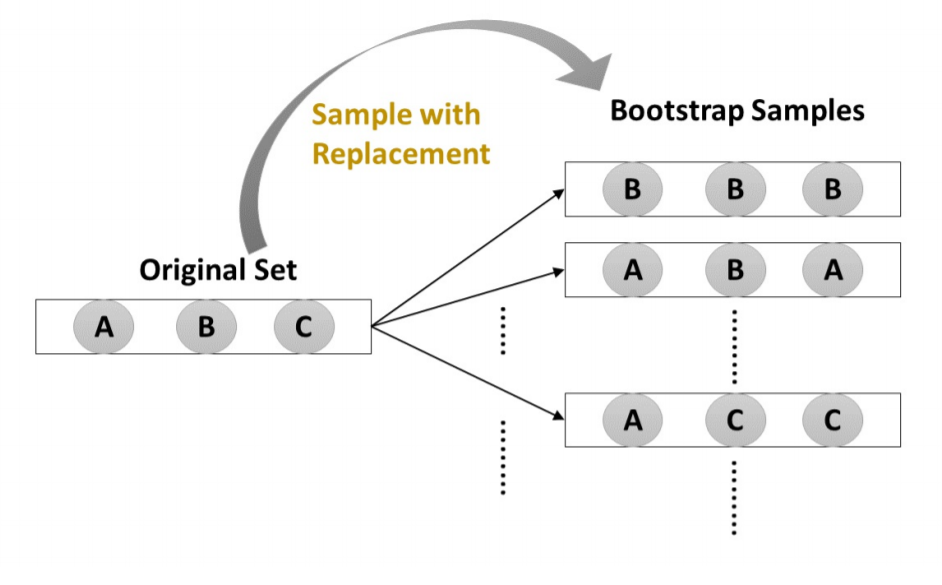 Sample with
Replacement
Bootstrap Samples
B B B
A B A
Original Set
A B C
A C C